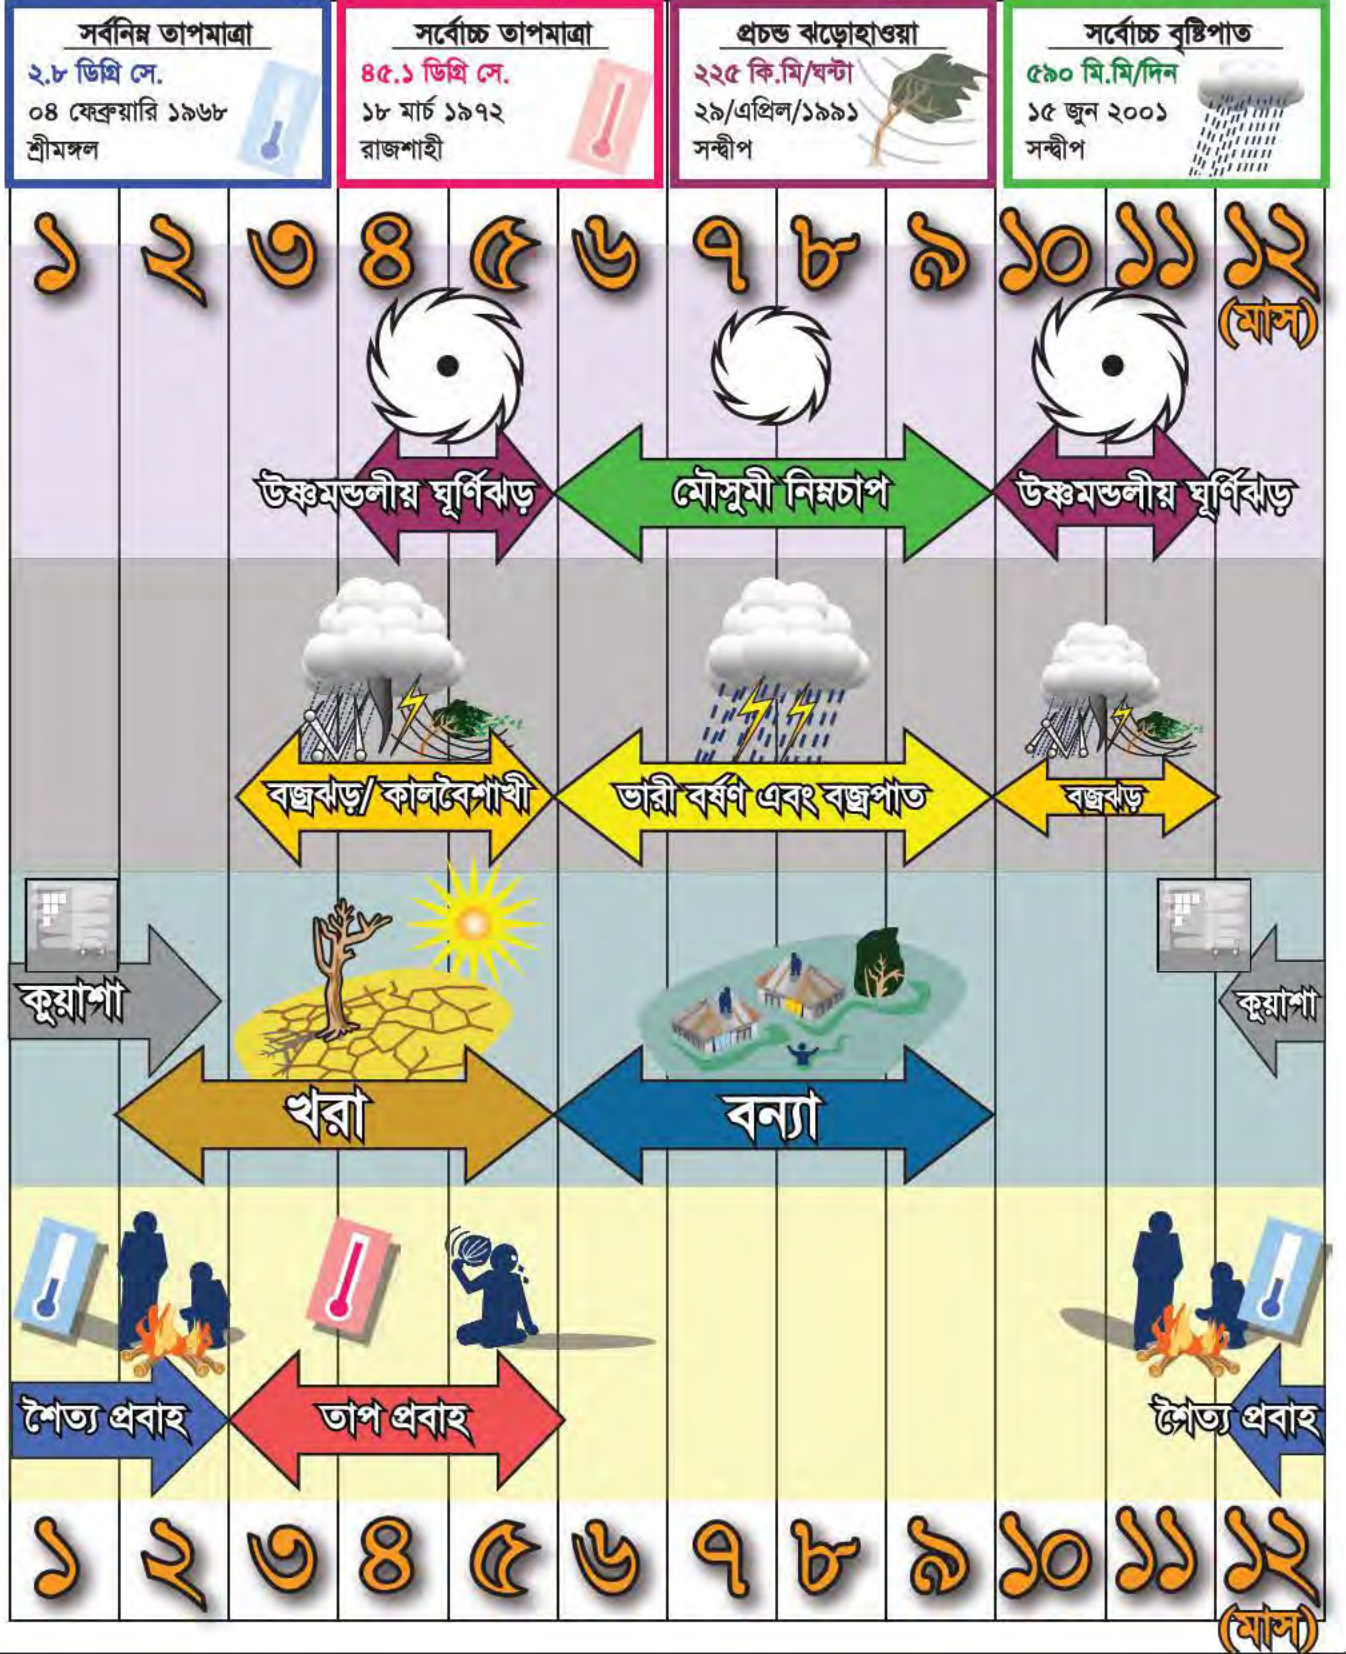 সর্বনিম্ন তাপমাত্রা
২.৮ ডিগ্রি সে.
০৪ ফেব্রুয়ারি ১৯৬৮
শ্রীমঙ্গল
সর্বোচ্চ তাপমাত্রা
৪৫.১ ডিগ্রি সে.
১৮ মার্চ ১৯৭২
রাজশাহী
প্রচন্ড ঝড়োহাওয়া
২২৫ কি.মি/ঘন্টা
২৯/এপ্রিল/১৯৯১
সন্দ্বীপ
সর্বোচ্চ বৃষ্টিপাত
৫৯০ মি.মি/দিন
১৫ জুন ২০০১
সন্দ্বীপ
১ ২ ৩ ৪ ৫ ৬ ৭ ৮ ৯ ১০ ১১ ১২
(মাস)
উষ্ণমন্ডলীয় ঘূর্ণিঝড় মৌসুমী নিম্নচাপ উষ্ণমন্ডলীয় ঘূর্ণিঝড়
বজ্রঝড়/ কালবৈশাখী ভারী বর্ষণ এবং বজ্রপাত বজ্রঝড়
কুয়াশা কুয়াশা
খরা বন্যা
শৈত্য প্রবাহ তাপ প্রবাহ শৈত্য প্রবাহ
১ ২ ৩ ৪ ৫ ৬ ৭ ৮ ৯ ১০ ১১ ১২
(মাস)